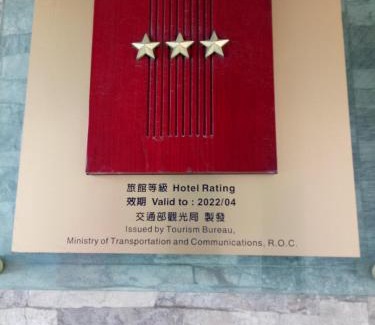 旅館等級 Hotel Rating
效期 Valid to : 2022/04
交通部觀光局 製發
Issued by Tourism Bureau,
Ministry of Transportation and Communications, R.O.C.